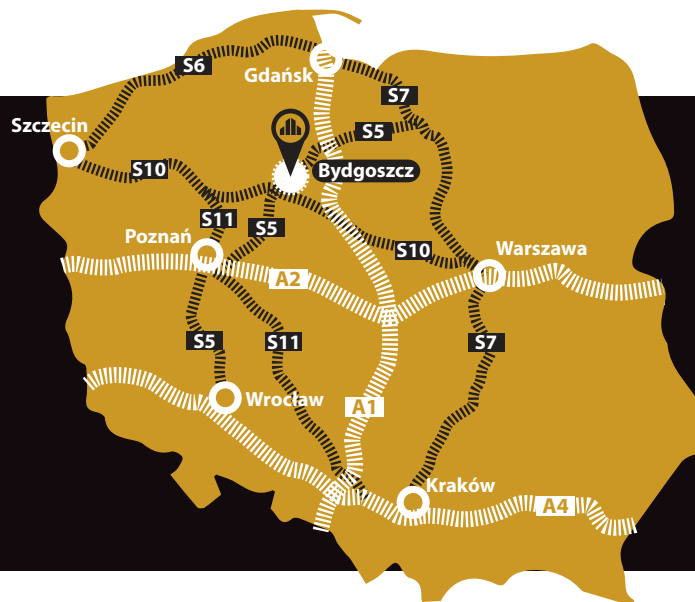 S6
Gdańsk
S7
Szczecin
S5
S10
Bydgoszcz
S11
S5
Poznań
S10
Warszawa
A2
S5
S11
S7
Wrocław
A1
Kraków
A4